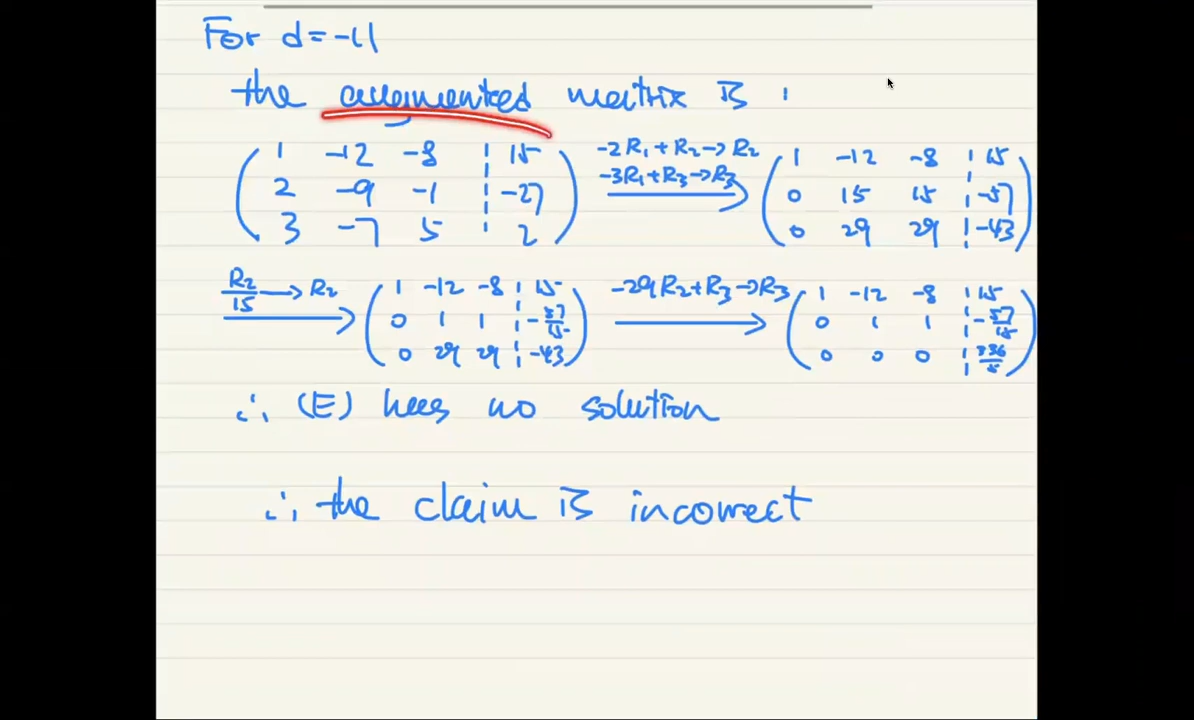 For d = -11
the augmented matrix is
( 1 -12 -8 | 15 ) -2R1 + R2 → R2 ( 1 -12 -8 | 15 )
( 2 -9 -1 | -27 ) -3R1 + R3 → R3 ( 0 15 15 | -57 )
( 3 -7 5 | 2 ) ( 0 29 29 | -43 )
R2/15 → R2 ( 1 -12 -8 | 15 ) -29R2 + R3 → R3 ( 1 -12 -8 | 15 )
( 0 1 1 | -57/15 ) ( 0 1 1 | -57/15 )
( 0 29 29 | -43 ) ( 0 0 0 | 336/5 )
∴ (E) has no solution
∴ the claim is incorrect